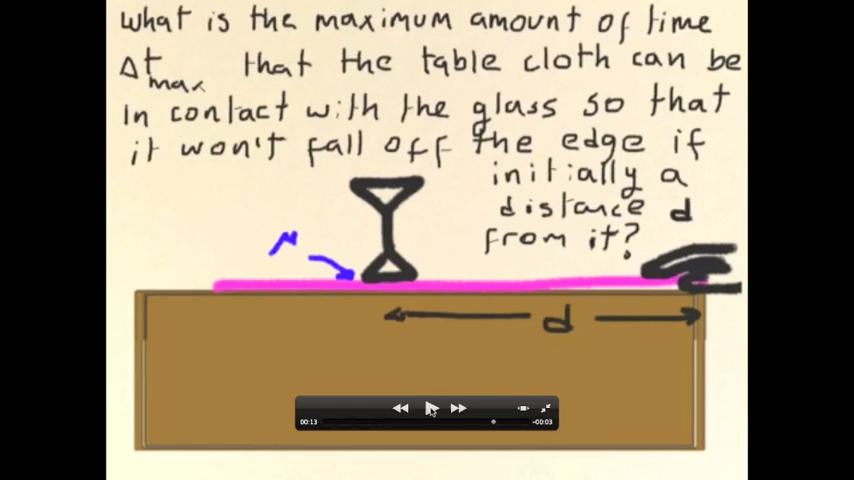 what is the maximum amount of time
Δt max that the table cloth can be
in contact with the glass so that
it won't fall off the edge if
initially a
distance d
from it?
μ
d
00:13
-00:03